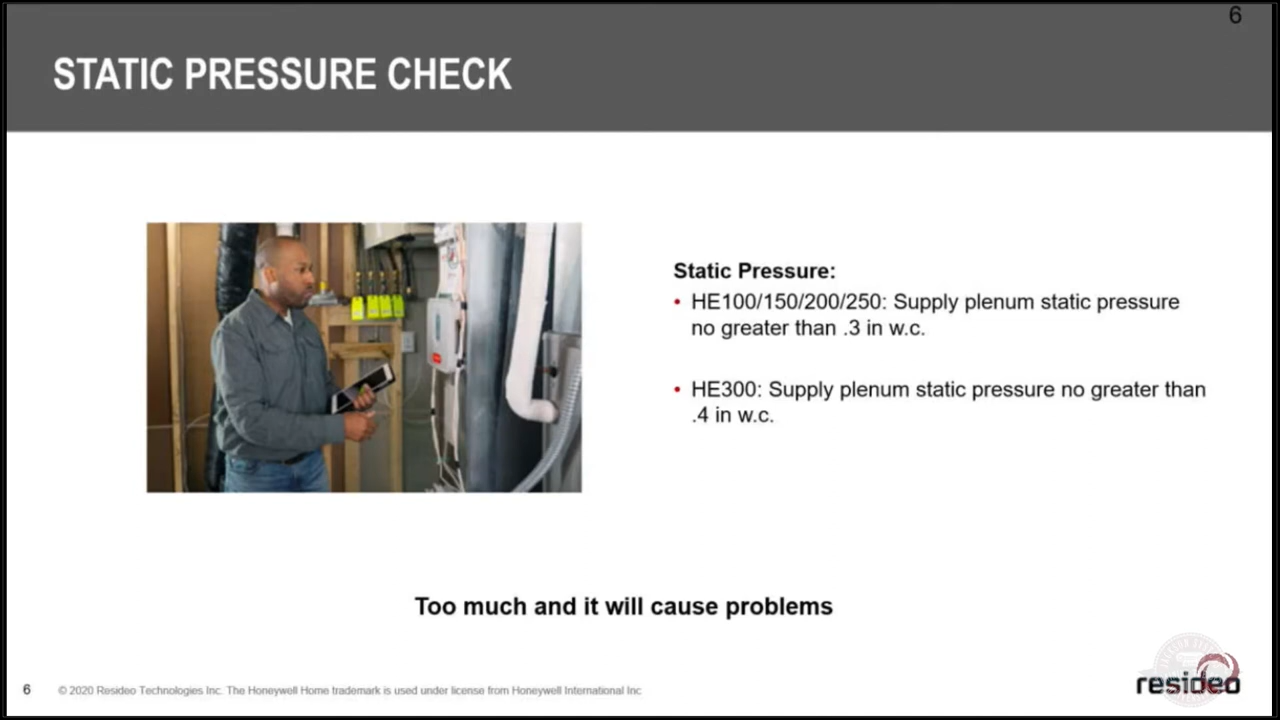 6
STATIC PRESSURE CHECK
Static Pressure:
• HE100/150/200/250: Supply plenum static pressure
no greater than .3 in w.c.
• HE300: Supply plenum static pressure no greater than
.4 in w.c.
Too much and it will cause problems
6 © 2020 Resideo Technologies Inc. The Honeywell Home trademark is used under license from Honeywell International Inc
resideo